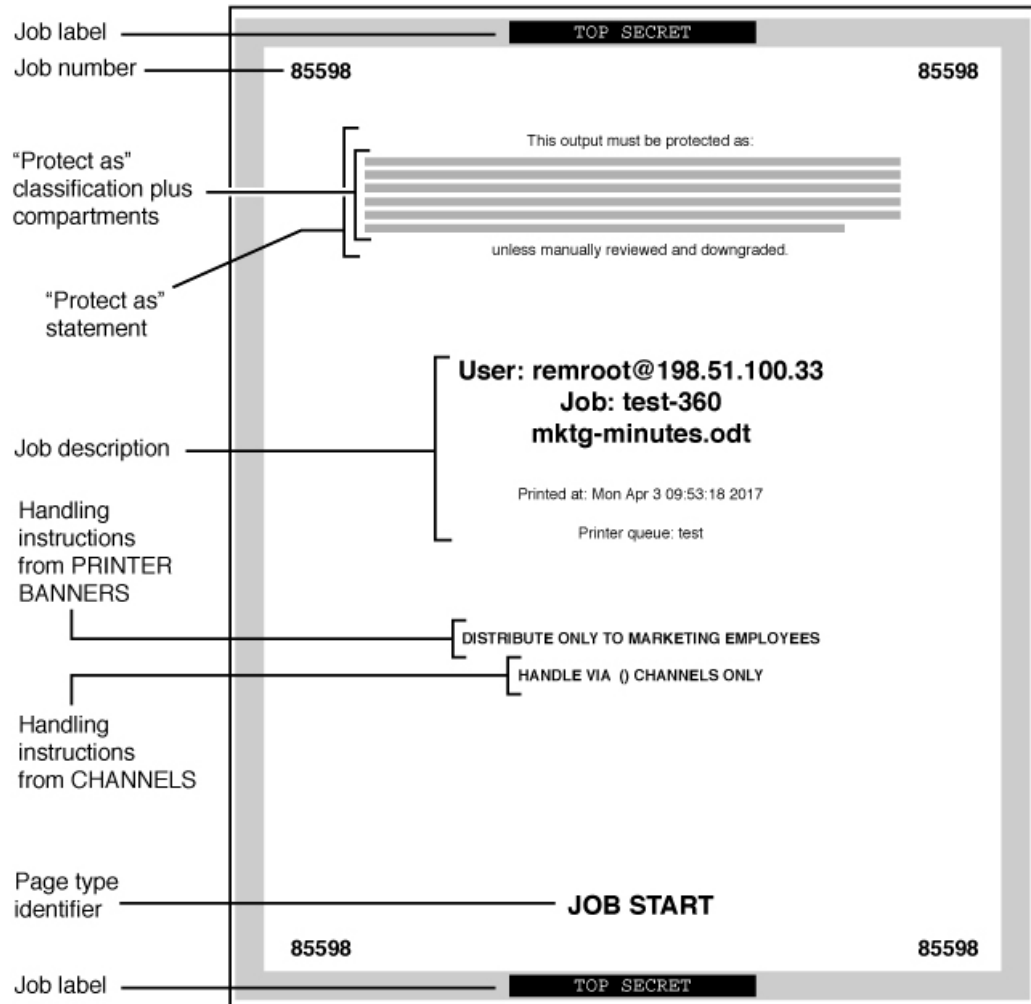 Job label
TOP SECRET
Job number
85598 85598
This output must be protected as:
“Protect as”
classification plus
compartments
unless manually reviewed and downgraded.
“Protect as”
statement
User: remroot@198.51.100.33
Job: test-360
mktg-minutes.odt
Job description
Printed at: Mon Apr 3 09:53:18 2017
Printer queue: test
Handling
instructions
from PRINTER
BANNERS
DISTRIBUTE ONLY TO MARKETING EMPLOYEES
HANDLE VIA () CHANNELS ONLY
Handling
instructions
from CHANNELS
Page type
identifier
JOB START
85598 85598
Job label
TOP SECRET